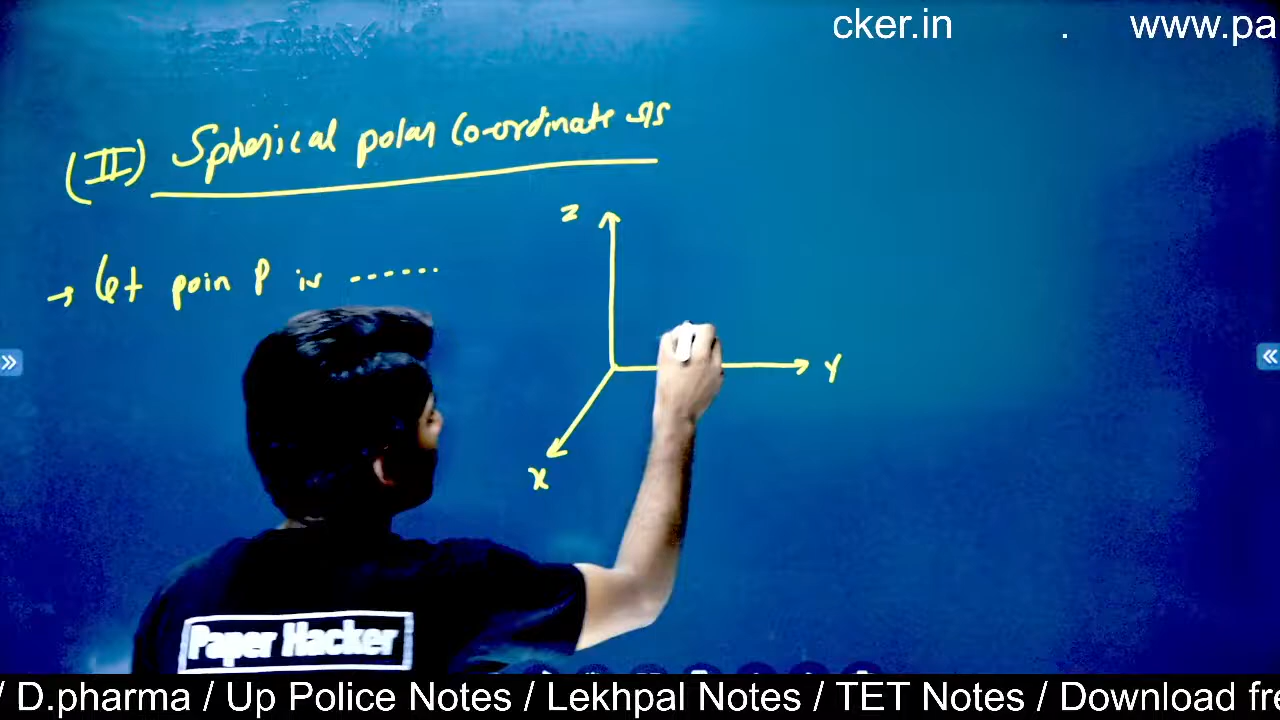 cker.in . www.pa
(II) Spherical polar Co-ordinate
→ let poin P is ------
Z
Y
X
Paper Hacker
/ D.pharma / Up Police Notes / Lekhpal Notes / TET Notes / Download fre